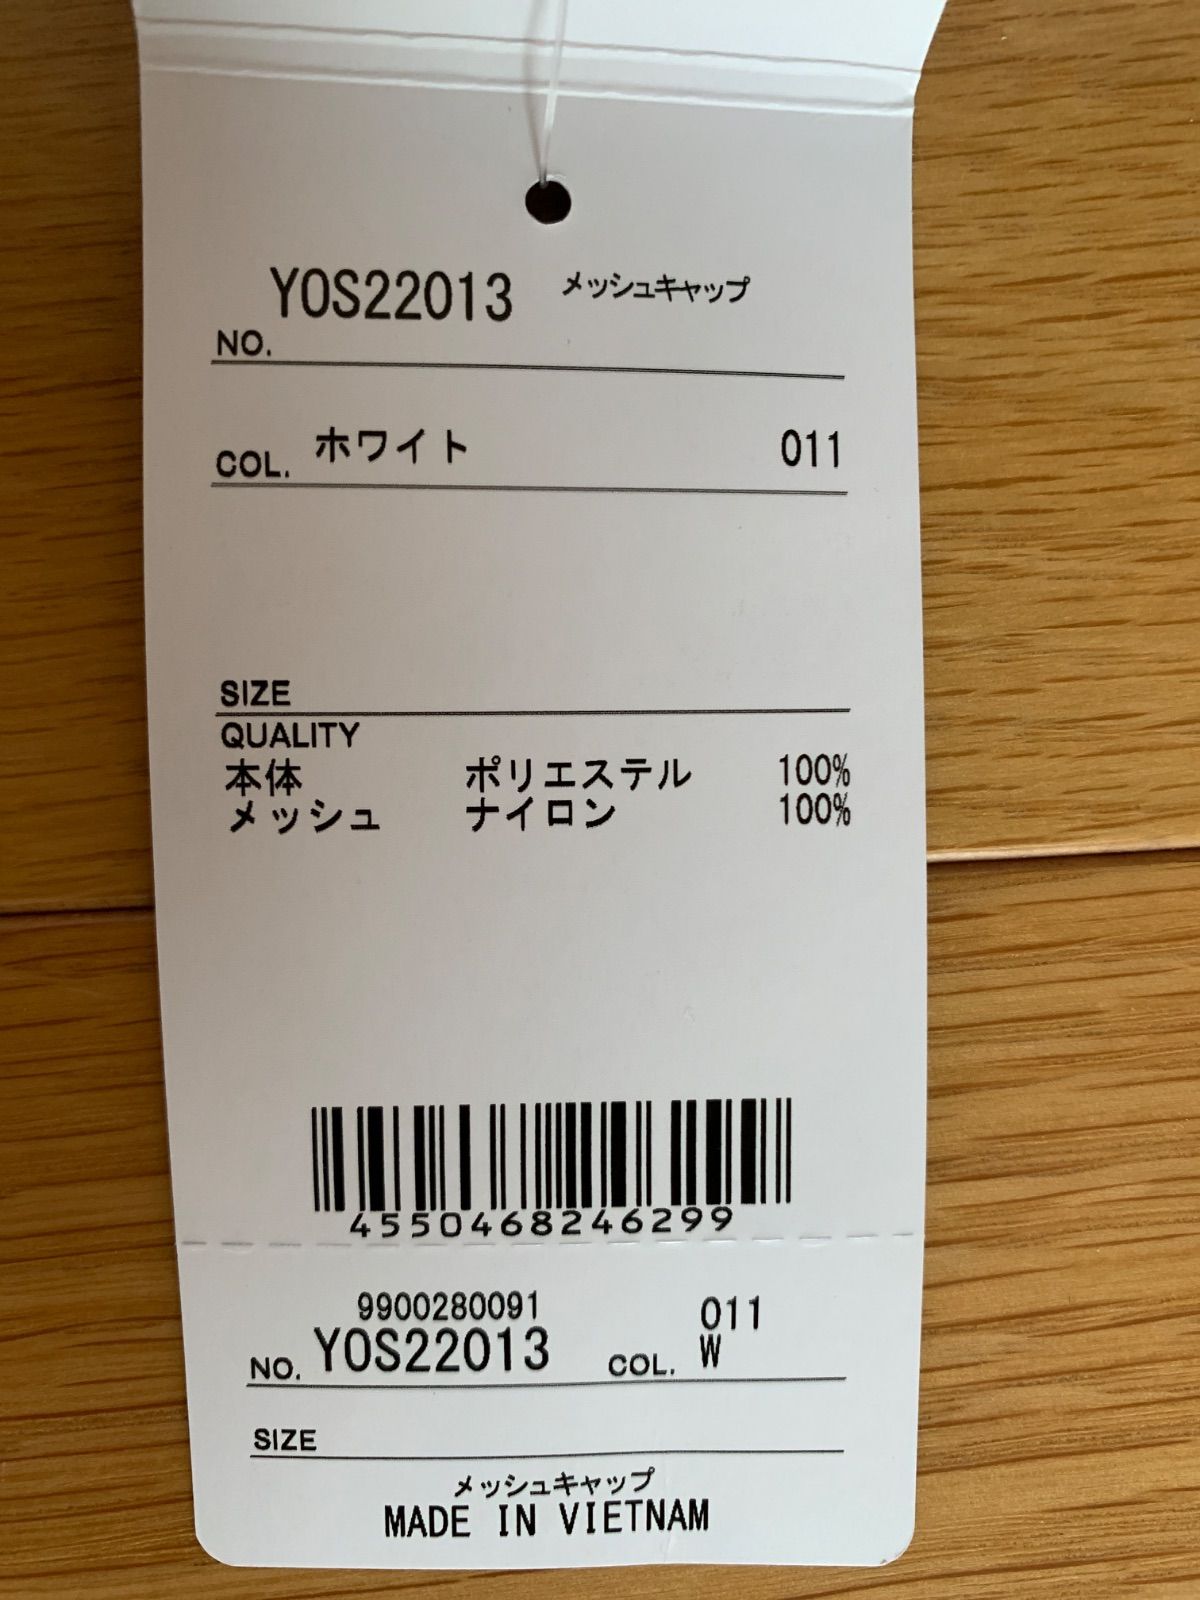 YOS22013 メッシュキャップ
NO.
COL. ホワイト 011
SIZE
QUALITY
本体 ポリエステル 100%
メッシュ ナイロン 100%
4550468246299
9900280091 011
NO. YOS22013 COL. W
SIZE
メッシュキャップ
MADE IN VIETNAM